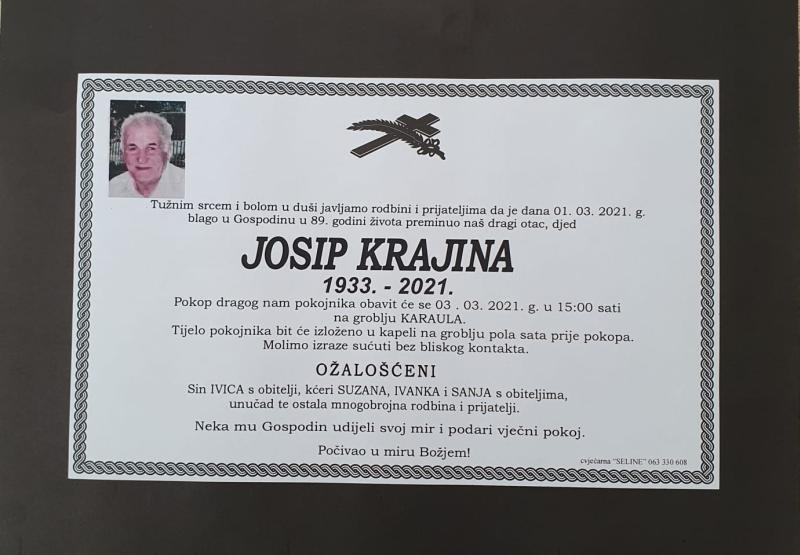 Tužnim srcem i bolom u duši javljamo rodbini i prijateljima da je dana 01. 03. 2021. g.
blago u Gospodinu u 89. godini života preminuo naš dragi otac, djed
JOSIP KRAJINA
1933. - 2021.
Pokop dragog nam pokojnika obavit će se 03 . 03. 2021. g. u 15:00 sati
na groblju KARAULA.
Tijelo pokojnika bit će izloženo u kapeli na groblju pola sata prije pokopa.
Molimo izraze sućuti bez bliskog kontakta.
OŽALOŠĆENI
Sin IVICA s obitelji, kćeri SUZANA, IVANKA i SANJA s obiteljima,
unučad te ostala mnogobrojna rodbina i prijatelji.
Neka mu Gospodin udijeli svoj mir i podari vječni pokoj.
Počivao u miru Božjem!
cvjećarna "SELINE" 063 330 608